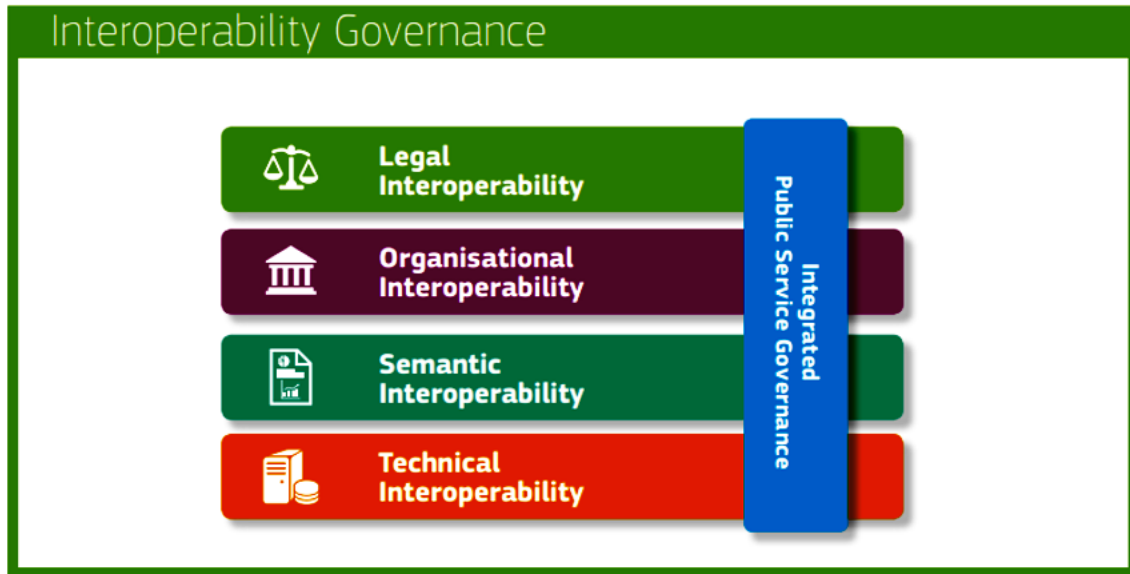 Interoperability Governance
Legal
Interoperability
Organisational
Interoperability
Semantic
Interoperability
Technical
Interoperability
Integrated
Public Service Governance